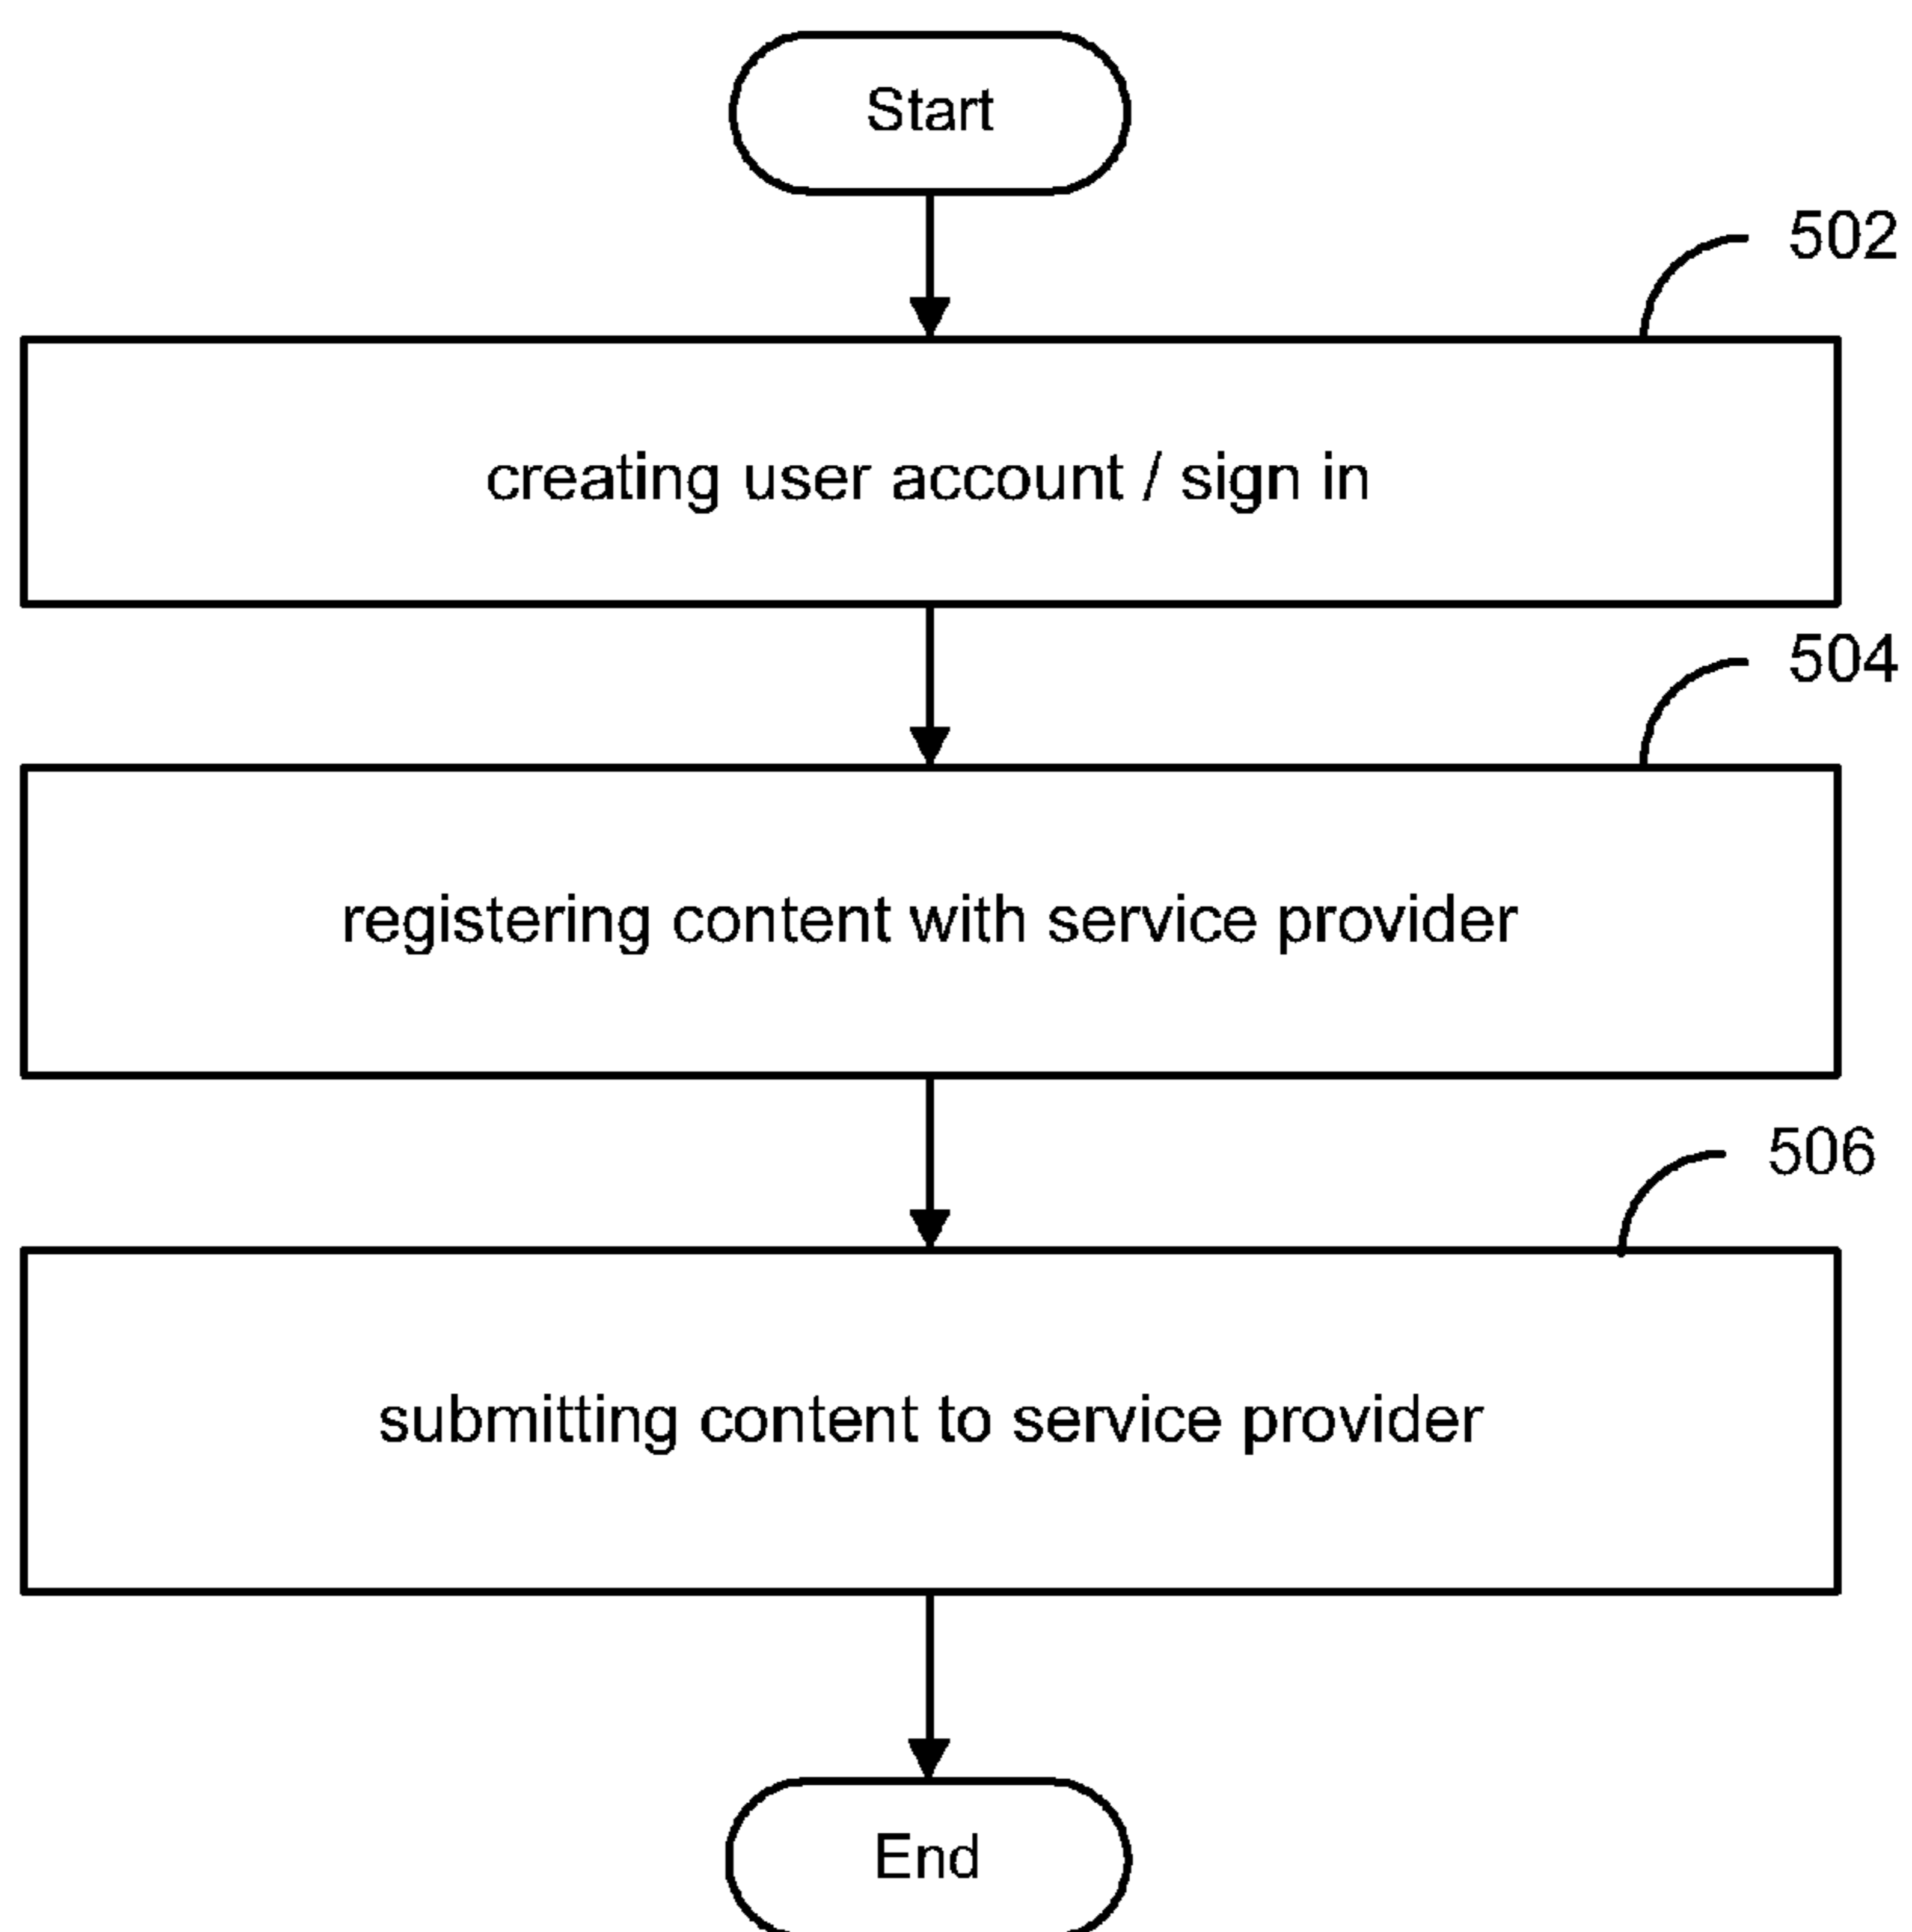 Start
502
creating user account / sign in
504
registering content with service provider
506
submitting content to service provider
End